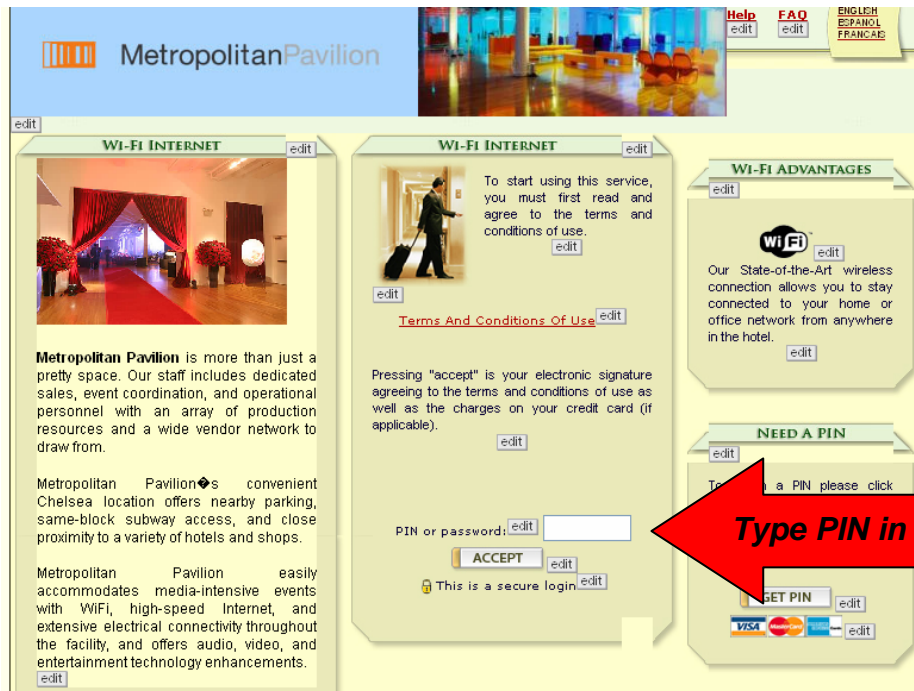 MetropolitanPavilion
Help
edit
FAQ
edit
ENGLISH
ESPANOL
FRANCAIS
edit
WI-FI INTERNET
edit
Metropolitan Pavilion is more than just a
pretty space. Our staff includes dedicated
sales, event coordination, and operational
personnel with an array of production
resources and a wide vendor network to
draw from.
Metropolitan Pavilion�s convenient
Chelsea location offers nearby parking,
same-block subway access, and close
proximity to a variety of hotels and shops.
Metropolitan Pavilion easily
accommodates media-intensive events
with WiFi, high-speed Internet, and
extensive electrical connectivity throughout
the facility, and offers audio, video, and
entertainment technology enhancements.
edit
WI-FI INTERNET
edit
To start using this service,
you must first read and
agree to the terms and
conditions of use.
edit
edit
Terms And Conditions Of Use
edit
Pressing "accept" is your electronic signature
agreeing to the terms and conditions of use as
well as the charges on your credit card (if
applicable).
edit
PIN or password: edit
ACCEPT
edit
This is a secure login edit
WI-FI ADVANTAGES
edit
Wi Fi
edit
Our State-of-the-Art wireless
connection allows you to stay
connected to your home or
office network from anywhere
in the hotel.
edit
NEED A PIN
edit
a PIN please click
Type PIN in
GET PIN
edit
VISA MasterCard
edit